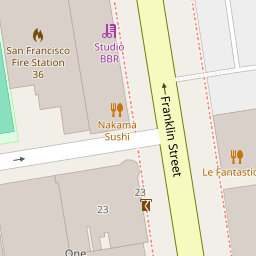 San Francisco
Fire Station
36
Studio
BBR
Nakama
Sushi
Franklin Street
Le Fantastic
23
23
One